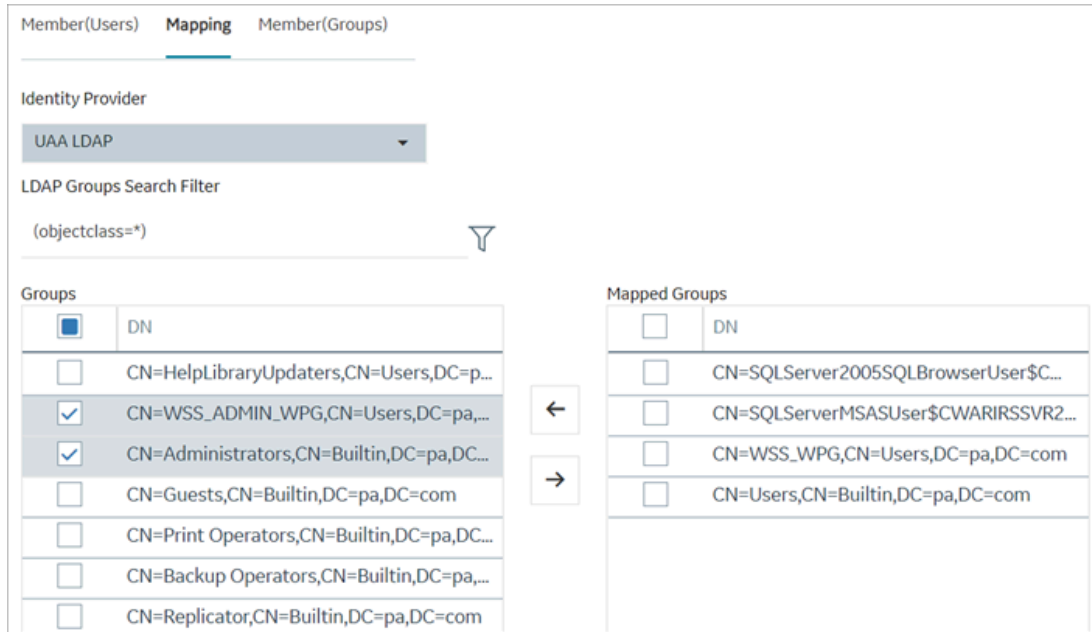 Member(Users) Mapping Member(Groups)
Identity Provider
UAA LDAP
LDAP Groups Search Filter
(objectclass=*)
Groups
DN
CN=HelpLibraryUpdaters,CN=Users,DC=p...
CN=WSS_ADMIN_WPG,CN=Users,DC=pa,...
CN=Administrators,CN=Builtin,DC=pa,DC...
CN=Guests,CN=Builtin,DC=pa,DC=com
CN=Print Operators,CN=Builtin,DC=pa,DC...
CN=Backup Operators,CN=Builtin,DC=pa,...
CN=Replicator,CN=Builtin,DC=pa,DC=com
Mapped Groups
DN
CN=SQLServer2005SQLBrowserUser$C...
CN=SQLServerMSASUser$CWARIRSSVR2...
CN=WSS_WPG,CN=Users,DC=pa,DC=com
CN=Users,CN=Builtin,DC=pa,DC=com